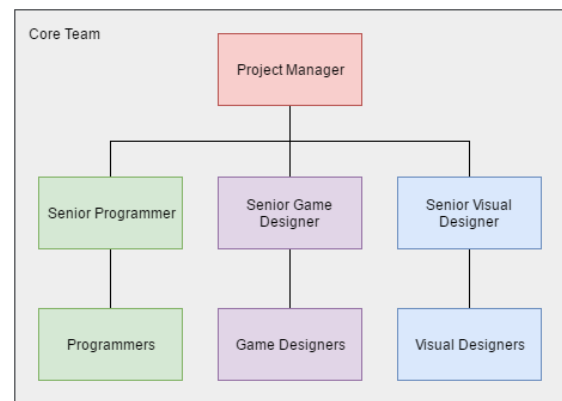 Core Team
Project Manager
Senior Programmer
Senior Game
Designer
Senior Visual
Designer
Programmers
Game Designers
Visual Designers